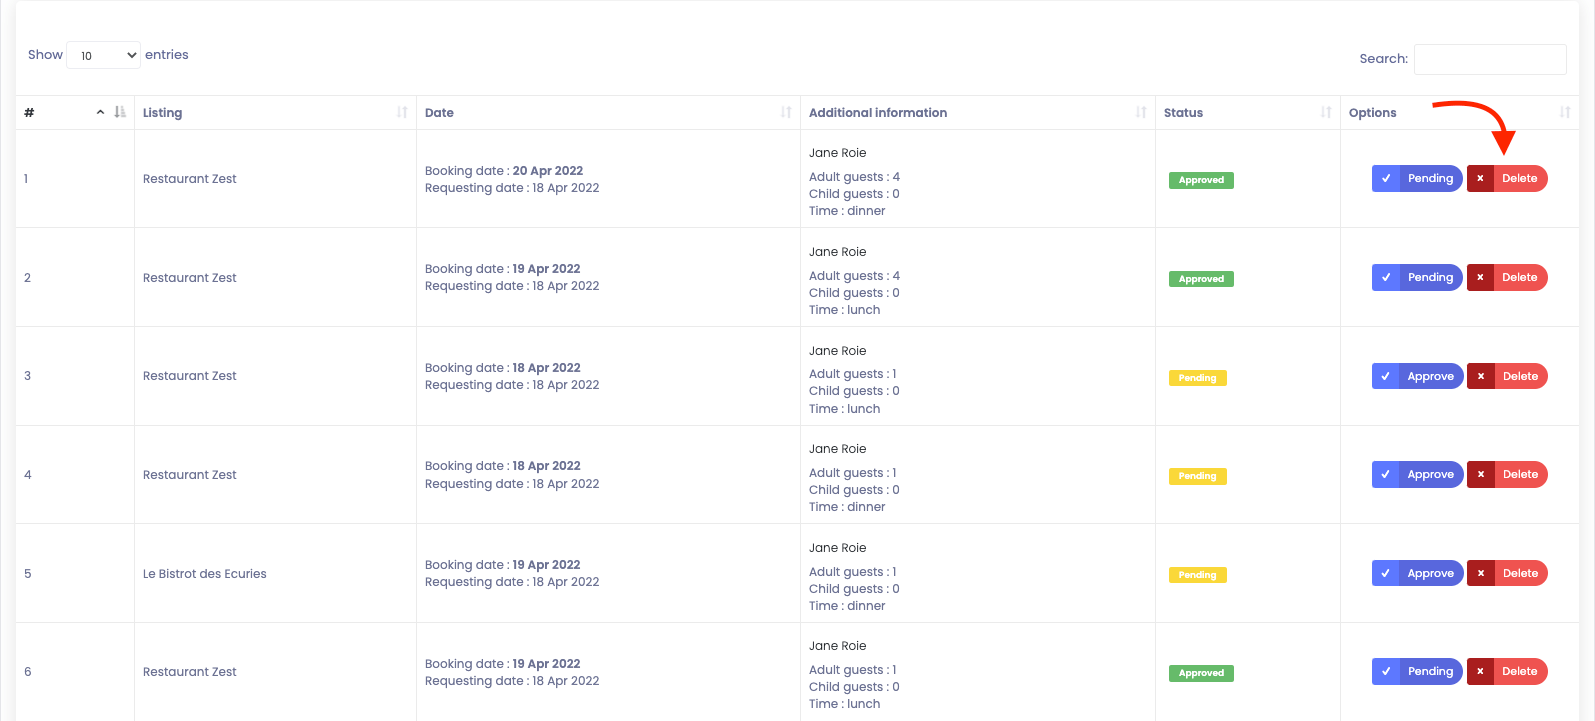 Show 10 entries
Search:
# Listing Date Additional information Status Options
1 Restaurant Zest
Booking date : 20 Apr 2022
Requesting date : 18 Apr 2022
Jane Roie
Adult guests : 4
Child guests : 0
Time : dinner
Approved
Pending Delete
2 Restaurant Zest
Booking date : 19 Apr 2022
Requesting date : 18 Apr 2022
Jane Roie
Adult guests : 4
Child guests : 0
Time : lunch
Approved
Pending Delete
3 Restaurant Zest
Booking date : 18 Apr 2022
Requesting date : 18 Apr 2022
Jane Roie
Adult guests : 1
Child guests : 0
Time : lunch
Pending
Approve Delete
4 Restaurant Zest
Booking date : 18 Apr 2022
Requesting date : 18 Apr 2022
Jane Roie
Adult guests : 1
Child guests : 0
Time : dinner
Pending
Approve Delete
5 Le Bistrot des Ecuries
Booking date : 19 Apr 2022
Requesting date : 18 Apr 2022
Jane Roie
Adult guests : 1
Child guests : 0
Time : dinner
Pending
Approve Delete
6 Restaurant Zest
Booking date : 19 Apr 2022
Requesting date : 18 Apr 2022
Jane Roie
Adult guests : 1
Child guests : 0
Time : lunch
Approved
Pending Delete